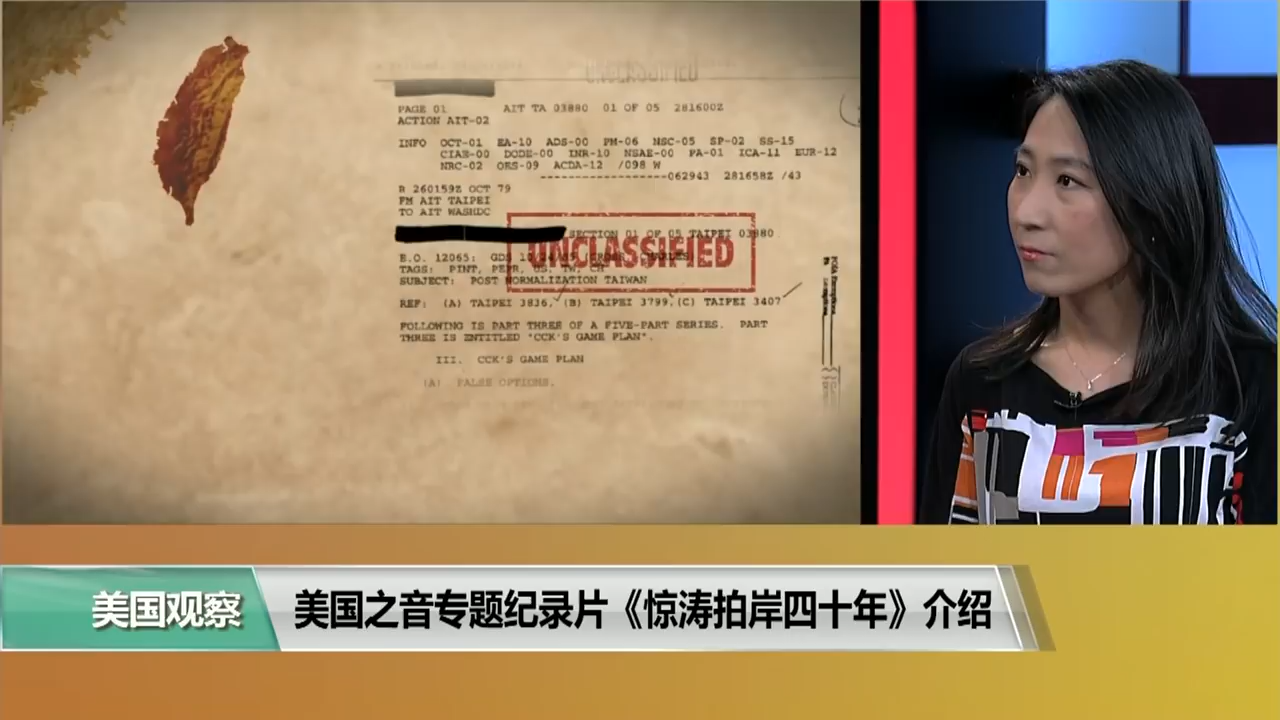 UNCLASSIFIED
PAGE 01 AIT TA 03880 01 OF 05 281600Z
ACTION AIT-02
INFO OCT-01 EA-10 ADS-00 PM-06 NSC-05 SP-02 SS-15
CIAE-00 DODE-00 INR-10 NSAE-00 PA-01 ICA-11 EUR-12
NRC-02 OES-09 ACDA-12 /098 W
------------------062943 281658Z /43
R 260159Z OCT 79
FM AIT TAIPEI
TO AIT WASHDC
SECTION 01 OF 05 TAIPEI 03880
UNCLASSIFIED
E.O. 12065: GDS
TAGS: PINT, PEPR, US, TW, CH
SUBJECT: POST NORMALIZATION TAIWAN
REF: (A) TAIPEI 3836, (B) TAIPEI 3799, (C) TAIPEI 3407
FOLLOWING IS PART THREE OF A FIVE-PART SERIES. PART
THREE IS ENTITLED "CCK'S GAME PLAN".
III. CCK'S GAME PLAN
(A) FALSE OPTIONS.
美国观察
美国之音专题纪录片《惊涛拍岸四十年》介绍